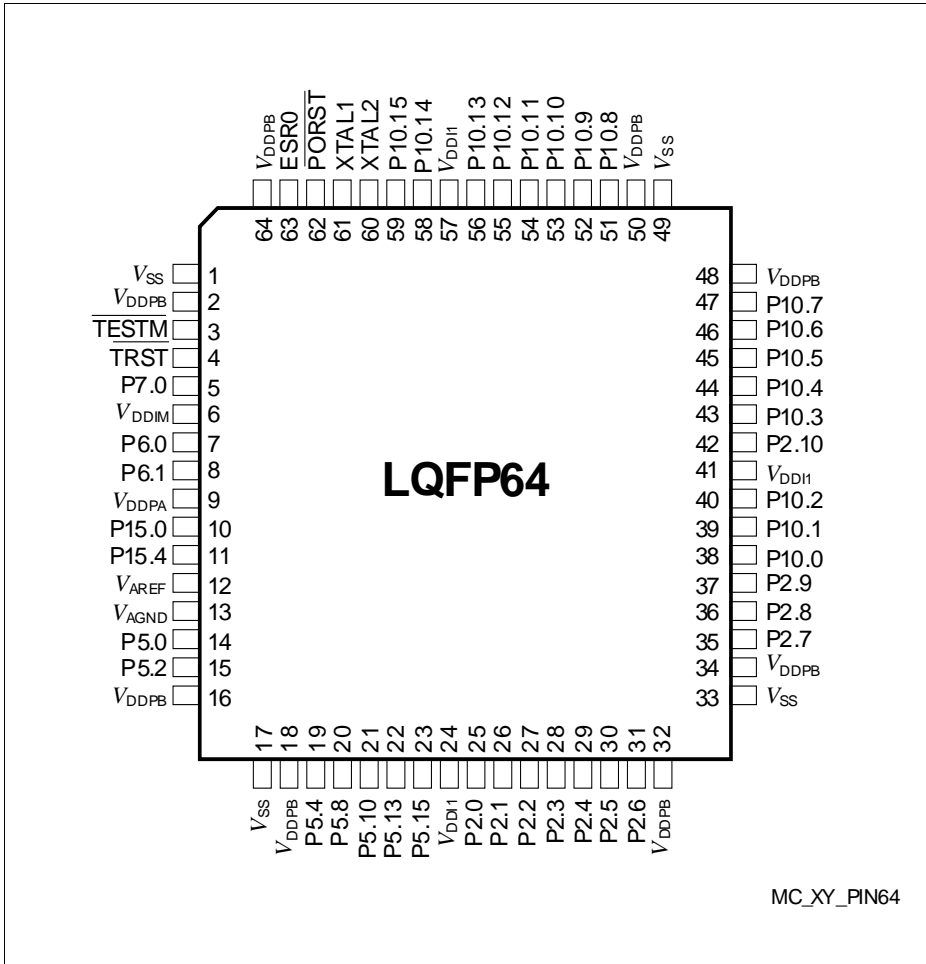 VDDPB
ESR0
PORST
XTAL1
XTAL2
P10.15
P10.14
VDDI1
P10.13
P10.12
P10.11
P10.10
P10.9
P10.8
VDDPB
VSS
64
63
62
61
60
59
58
57
56
55
54
53
52
51
50
49
VSS 1
VDDPB 2
TESTM 3
TRST 4
P7.0 5
VDDIM 6
P6.0 7
P6.1 8
VDDPA 9
P15.0 10
P15.4 11
VAREF 12
VAGND 13
P5.0 14
P5.2 15
VDDPB 16
LQFP64
48 VDDPB
47 P10.7
46 P10.6
45 P10.5
44 P10.4
43 P10.3
42 P2.10
41 VDDI1
40 P10.2
39 P10.1
38 P10.0
37 P2.9
36 P2.8
35 P2.7
34 VDDPB
33 VSS
17
18
19
20
21
22
23
24
25
26
27
28
29
30
31
32
VSS
VDDPB
P5.4
P5.8
P5.10
P5.13
P5.15
VDDI1
P2.0
P2.1
P2.2
P2.3
P2.4
P2.5
P2.6
VDDPB
MC_XY_PIN64